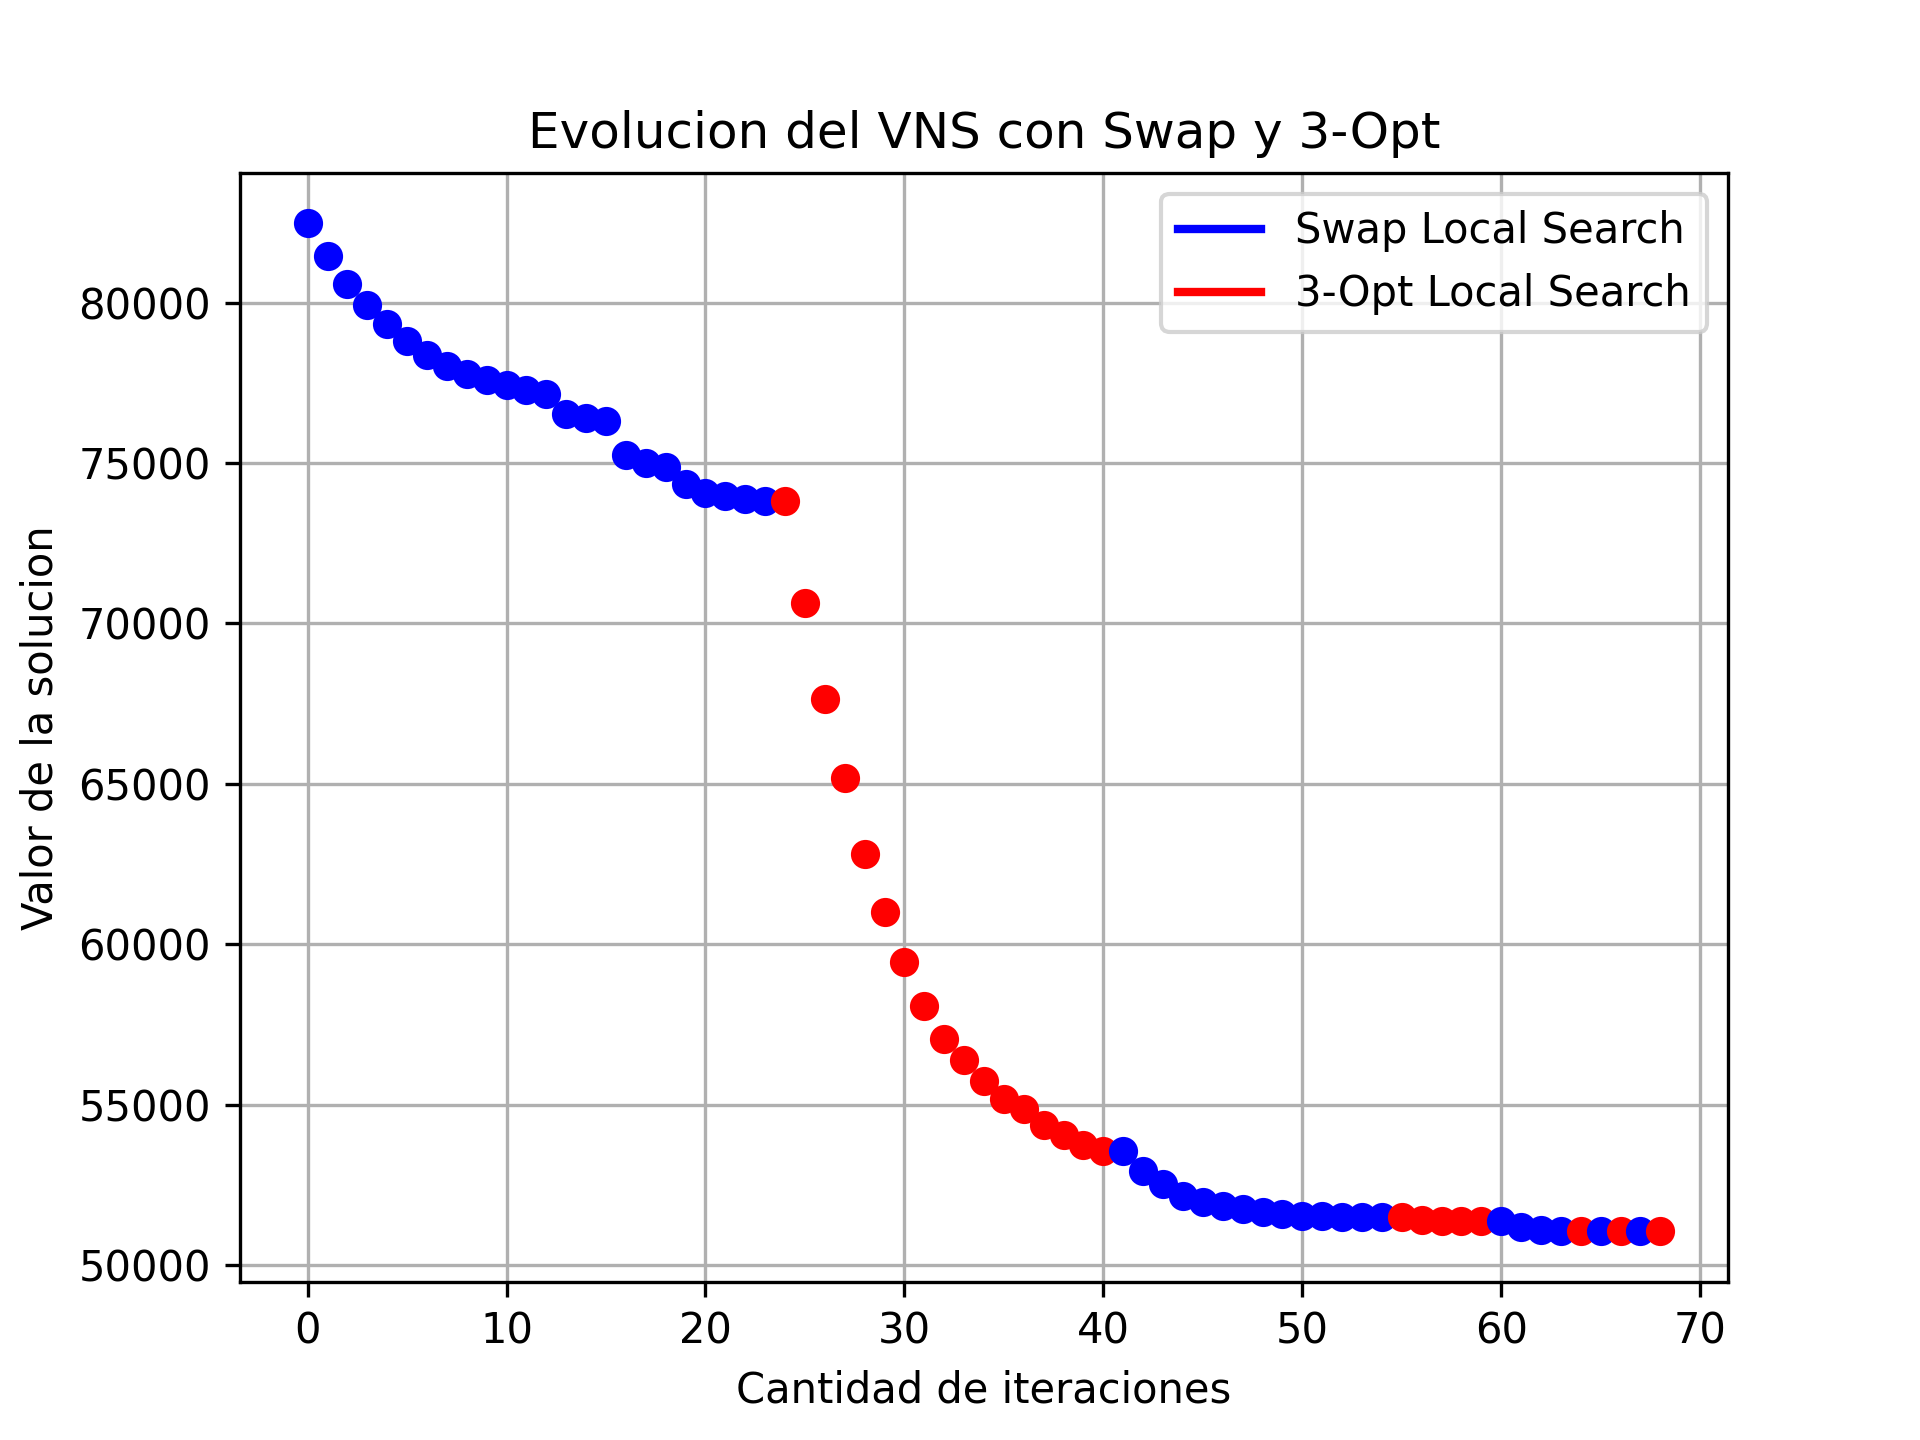 Evolucion del VNS con Swap y 3-Opt
Swap Local Search
3-Opt Local Search
Valor de la solucion
80000
75000
70000
65000
60000
55000
50000
0 10 20 30 40 50 60 70
Cantidad de iteraciones